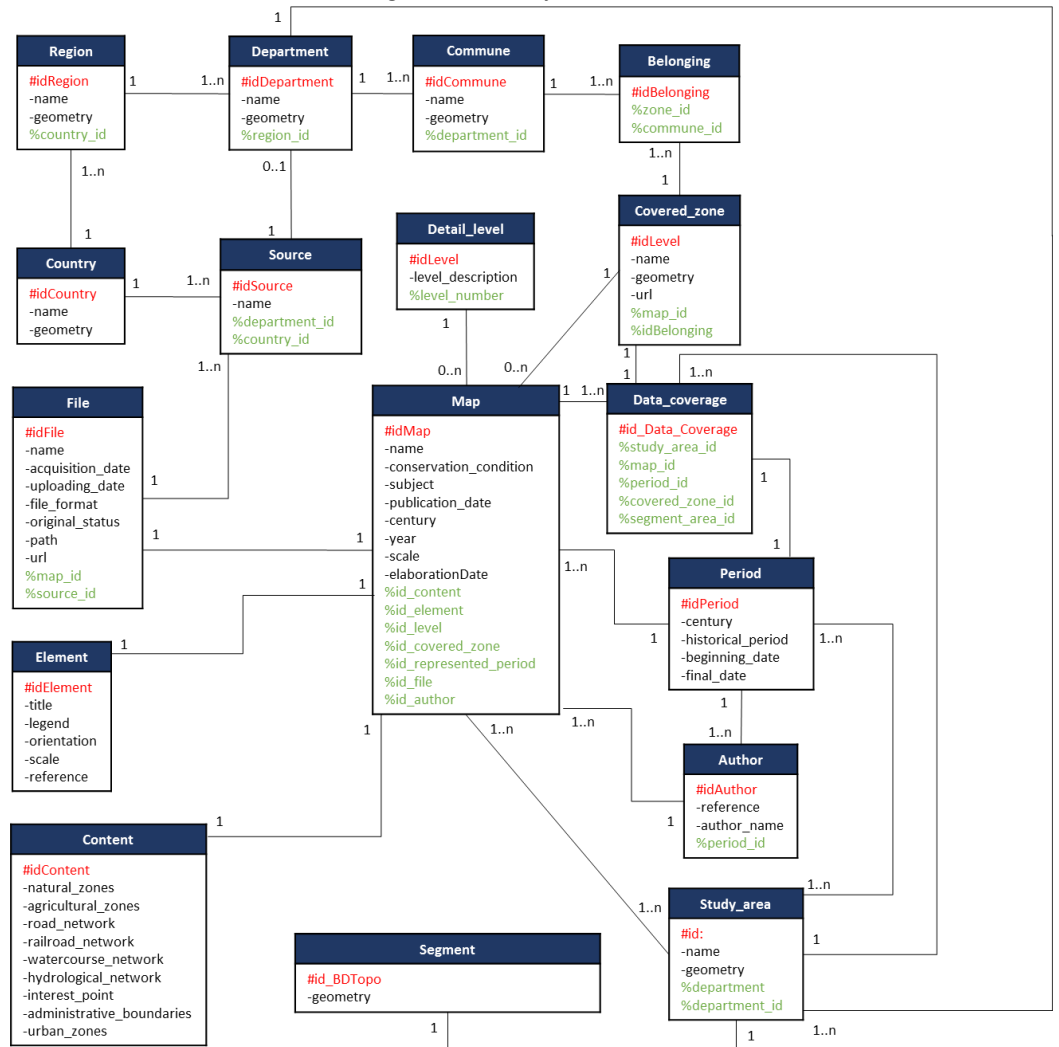 1
Region
#idRegion
-name
-geometry
%country_id
1
1..n
Department
#idDepartment
-name
-geometry
%region_id
1
1..n
Commune
#idCommune
-name
-geometry
%department_id
1
1..n
Belonging
#idBelonging
%zone_id
%commune_id
1..n
1
0..1
1
1..n
1
Country
#idCountry
-name
-geometry
1
1..n
Source
#idSource
-name
%department_id
%country_id
1..n
Detail_level
#idLevel
-level_description
%level_number
1
0..n
Covered_zone
#idLevel
-name
-geometry
-url
%map_id
%idBelonging
1
0..n
1
1
1..n
File
#idFile
-name
-acquisition_date
-uploading_date
-file_format
-original_status
-path
-url
%map_id
%source_id
1
1
1
1
Map
#idMap
-name
-conservation_condition
-subject
-publication_date
-century
-year
-scale
-elaborationDate
%id_content
%id_element
%id_level
%id_covered_zone
%id_represented_period
%id_file
%id_author
1
1..n
Data_coverage
#id_Data_Coverage
%study_area_id
%map_id
%period_id
%covered_zone_id
%segment_area_id
1
1
1..n
1
Period
#idPeriod
-century
-historical_period
-beginning_date
-final_date
1..n
1
1..n
Element
#idElement
-title
-legend
-orientation
-scale
-reference
1
1
1..n
1..n
Author
#idAuthor
-reference
-author_name
%period_id
1
Content
#idContent
-natural_zones
-agricultural_zones
-road_network
-railroad_network
-watercourse_network
-hydrological_network
-interest_point
-administrative_boundaries
-urban_zones
1
Segment
#id_BDTopo
-geometry
1
1..n
Study_area
#id:
-name
-geometry
%department
%department_id
1..n
1
1..n
1